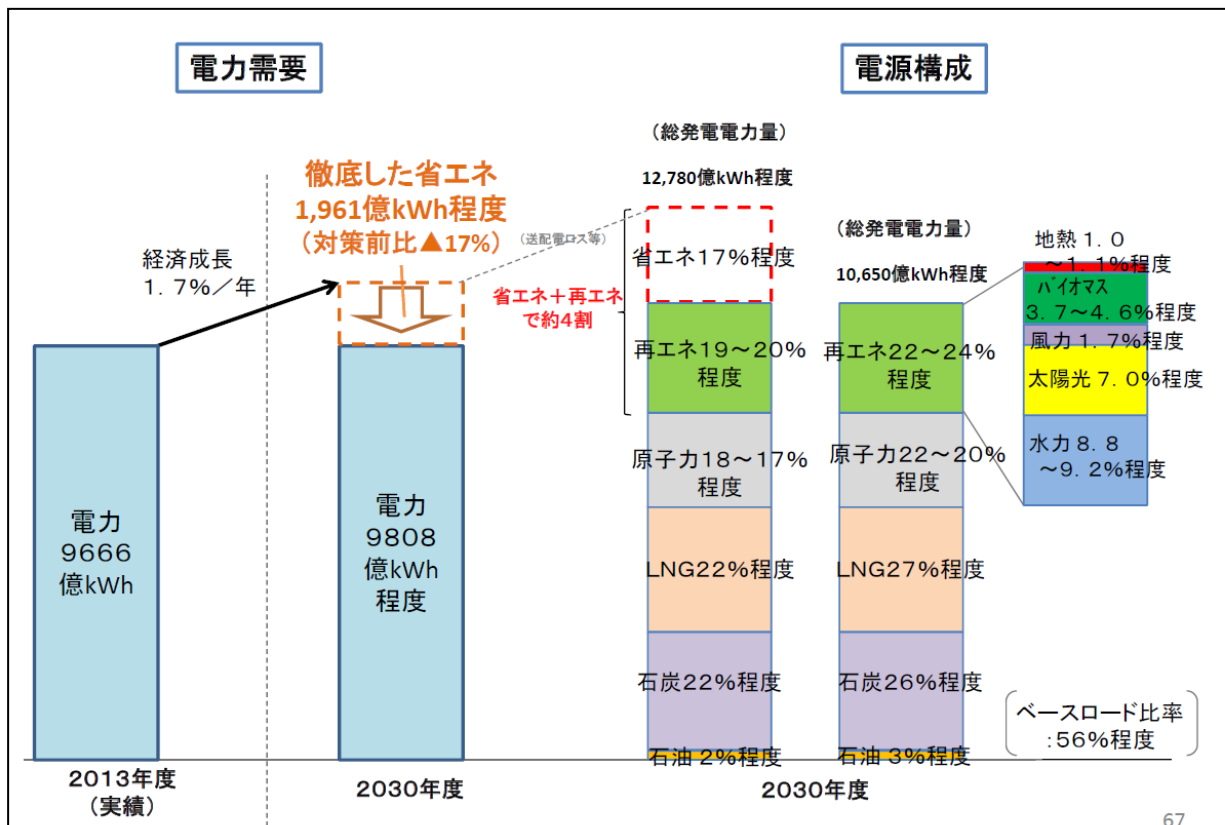 電力需要
電源構成
徹底した省エネ
1,961億kWh程度
（対策前比▲17%）
経済成長
１．７％／年
電力
９６６６
億kWh
電力
９８０８
億kWh
程度
（送配電ロス等）
省エネ＋再エネ
で約４割
（総発電電力量）
12,780億kWh程度
省エネ１７％程度
再エネ１９～２０％
程度
原子力１８～１７％
程度
LNG２２％程度
石炭２２％程度
石油２％程度
（総発電電力量）
10,650億kWh程度
再エネ２２～２４％
程度
原子力２２～２０％
程度
LNG２７％程度
石炭２６％程度
石油３％程度
地熱１．０
～１．１％程度
バイオマス
３．７～４．６％程度
風力１．７％程度
太陽光７．０％程度
水力８．８
～９．２％程度
ベースロード比率
：５６％程度
２０１３年度
（実績）
２０３０年度
２０３０年度
67